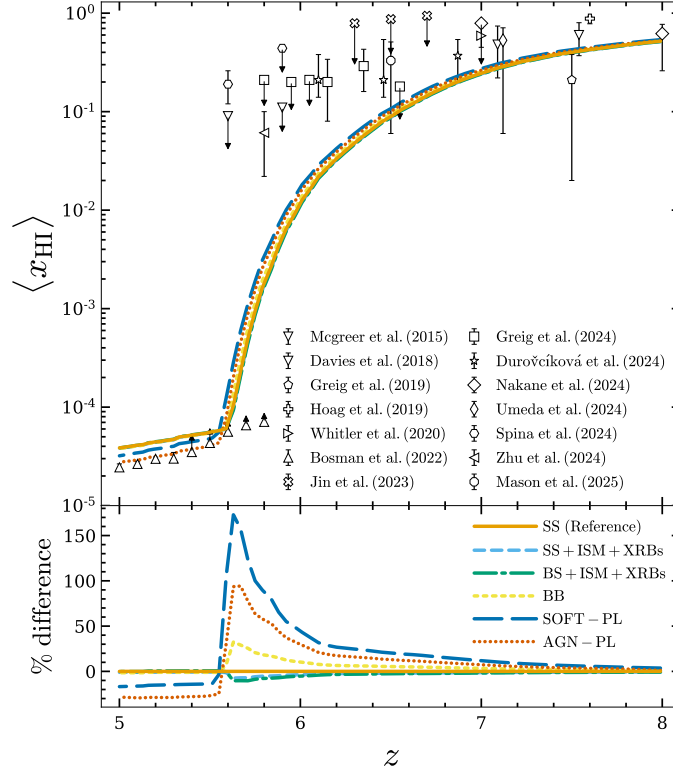 10⁰
10⁻¹
10⁻²
10⁻³
10⁻⁴
10⁻⁵
⟨x_HI⟩
Mcgreer et al. (2015)
Davies et al. (2018)
Greig et al. (2019)
Hoag et al. (2019)
Whitler et al. (2020)
Bosman et al. (2022)
Jin et al. (2023)
Greig et al. (2024)
Durovčíková et al. (2024)
Nakane et al. (2024)
Umeda et al. (2024)
Spina et al. (2024)
Zhu et al. (2024)
Mason et al. (2025)
150
100
50
0
% difference
SS (Reference)
SS + ISM + XRBs
BS + ISM + XRBs
BB
SOFT − PL
AGN − PL
5 6 7 8
z